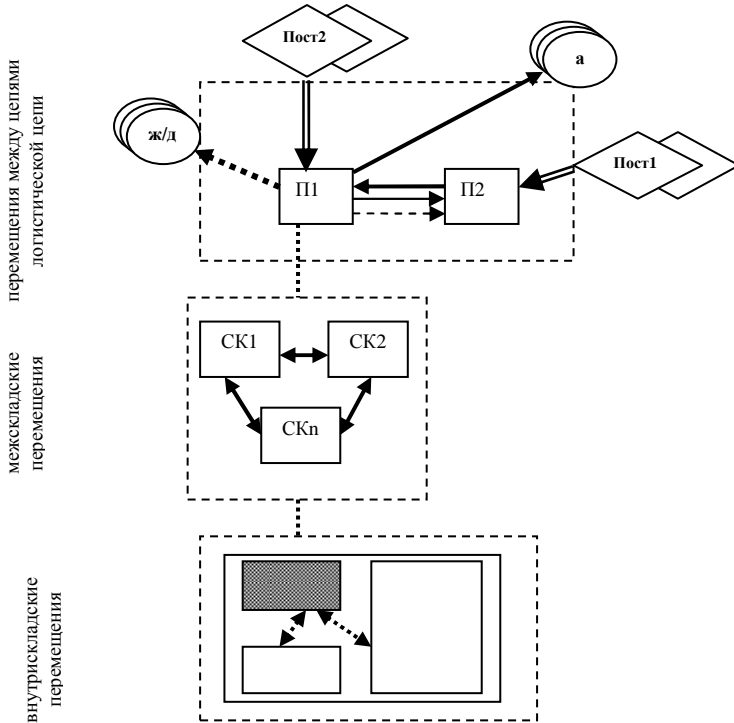 Пост2
а
ж/д
Пост1
П1
П2
СК1
СК2
СКn
перемещения между цепями
логистической цепи
межскладские
перемещения
внутрискладские
перемещения